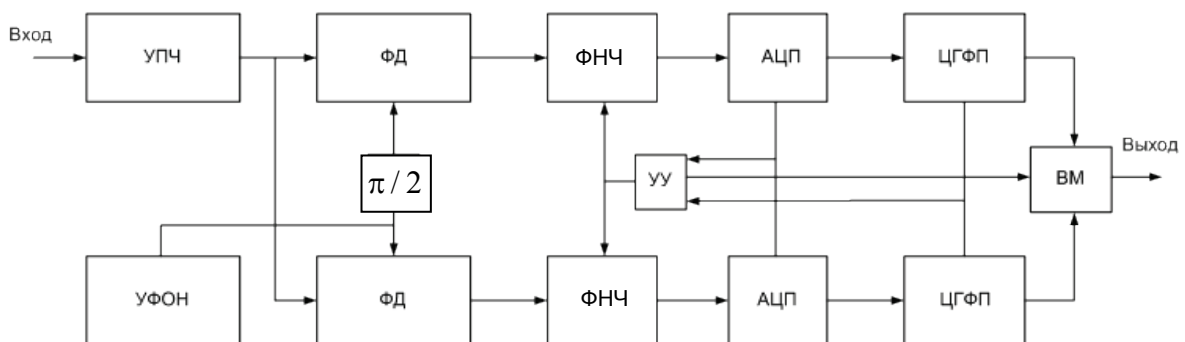 Вход
УПЧ
ФД
ФНЧ
АЦП
ЦГФП
π / 2
УУ
ВМ
Выход
УФОН
ФД
ФНЧ
АЦП
ЦГФП